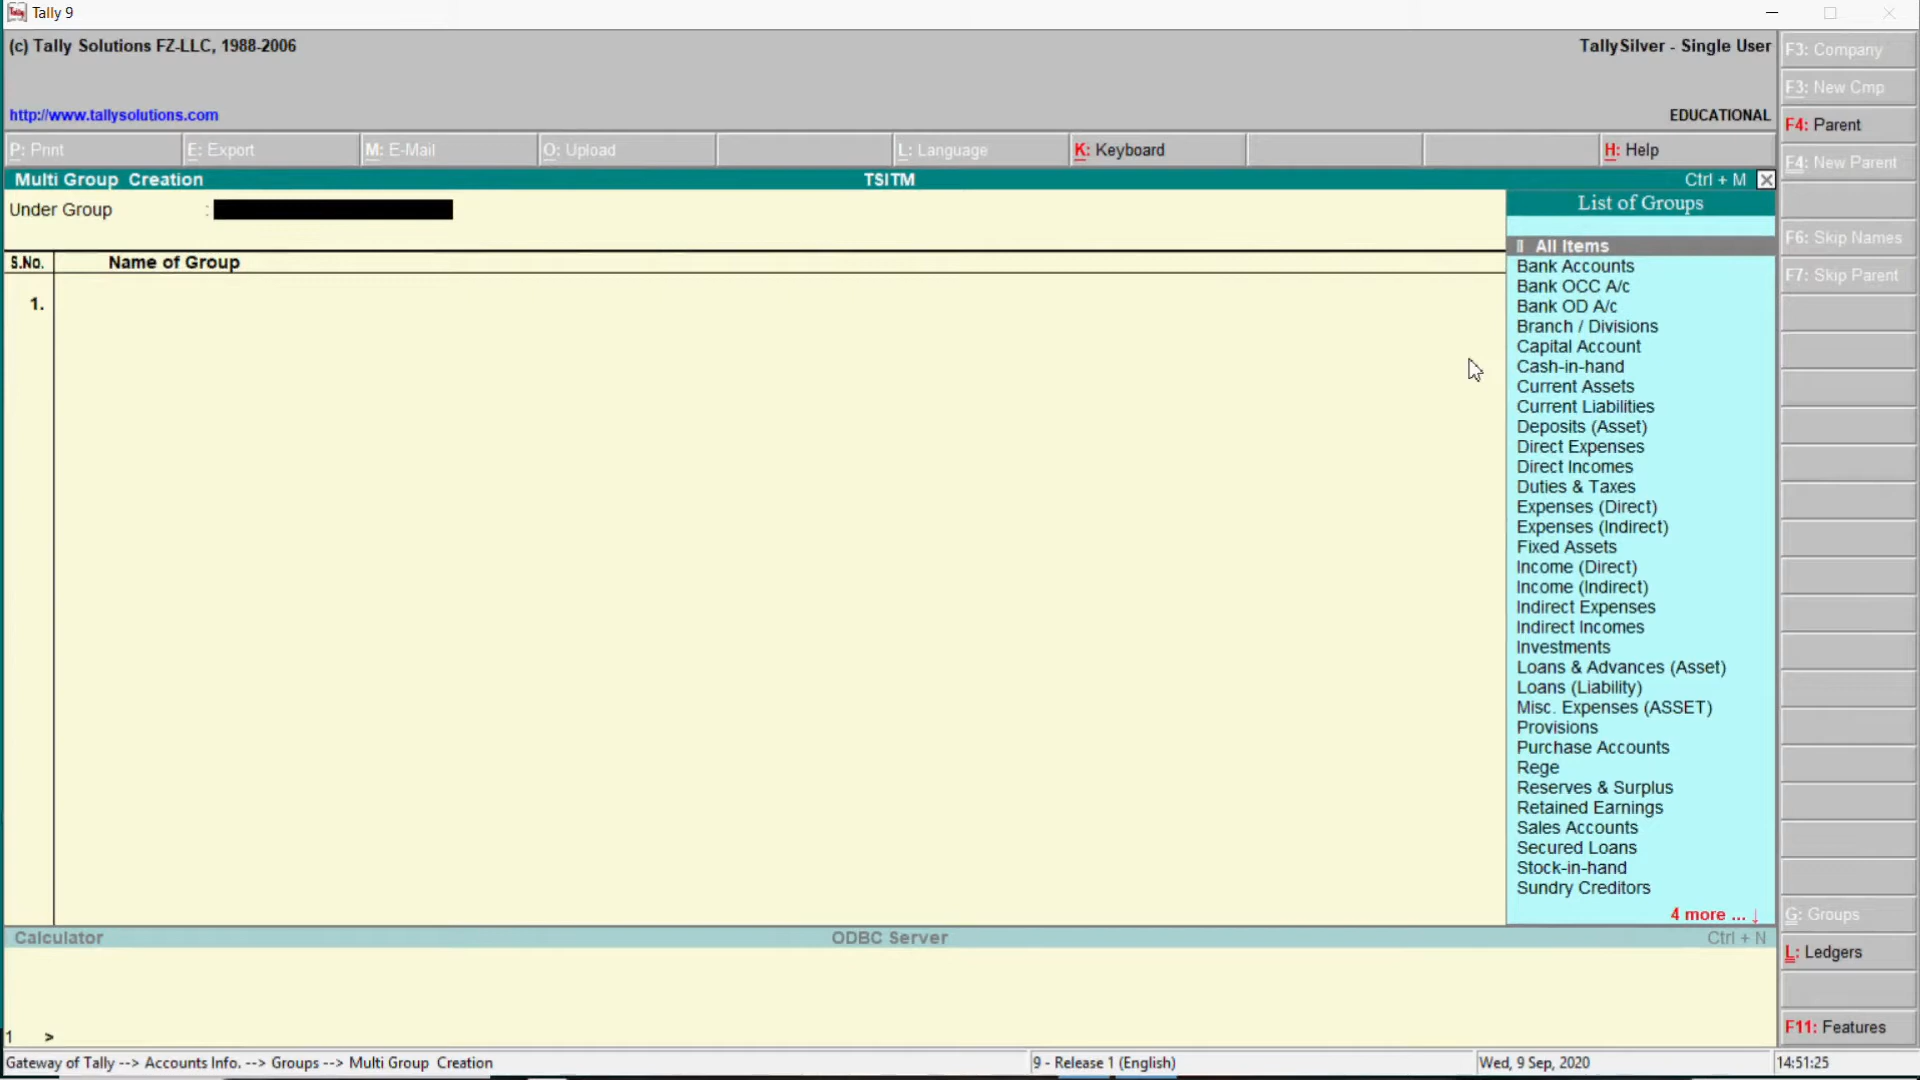 Tally 9
(c) Tally Solutions FZ-LLC, 1988-2006
TallySilver - Single User
http://www.tallysolutions.com
EDUCATIONAL
P: Print
E: Export
M: E-Mail
O: Upload
L: Language
K: Keyboard
H: Help
Multi Group Creation
TSITM
Ctrl + M
Under Group :
S.No.
Name of Group
1.
List of Groups
All Items
Bank Accounts
Bank OCC A/c
Bank OD A/c
Branch / Divisions
Capital Account
Cash-in-hand
Current Assets
Current Liabilities
Deposits (Asset)
Direct Expenses
Direct Incomes
Duties & Taxes
Expenses (Direct)
Expenses (Indirect)
Fixed Assets
Income (Direct)
Income (Indirect)
Indirect Expenses
Indirect Incomes
Investments
Loans & Advances (Asset)
Loans (Liability)
Misc. Expenses (ASSET)
Provisions
Purchase Accounts
Rege
Reserves & Surplus
Retained Earnings
Sales Accounts
Secured Loans
Stock-in-hand
Sundry Creditors
4 more ... ↓
F3: Company
F3: New Cmp
F4: Parent
F4: New Parent
F6: Skip Names
F7: Skip Parent
G: Groups
L: Ledgers
F11: Features
Calculator
ODBC Server
Ctrl + N
1 >
Gateway of Tally --> Accounts Info. --> Groups --> Multi Group Creation
9 - Release 1 (English)
Wed, 9 Sep, 2020
14:51:25